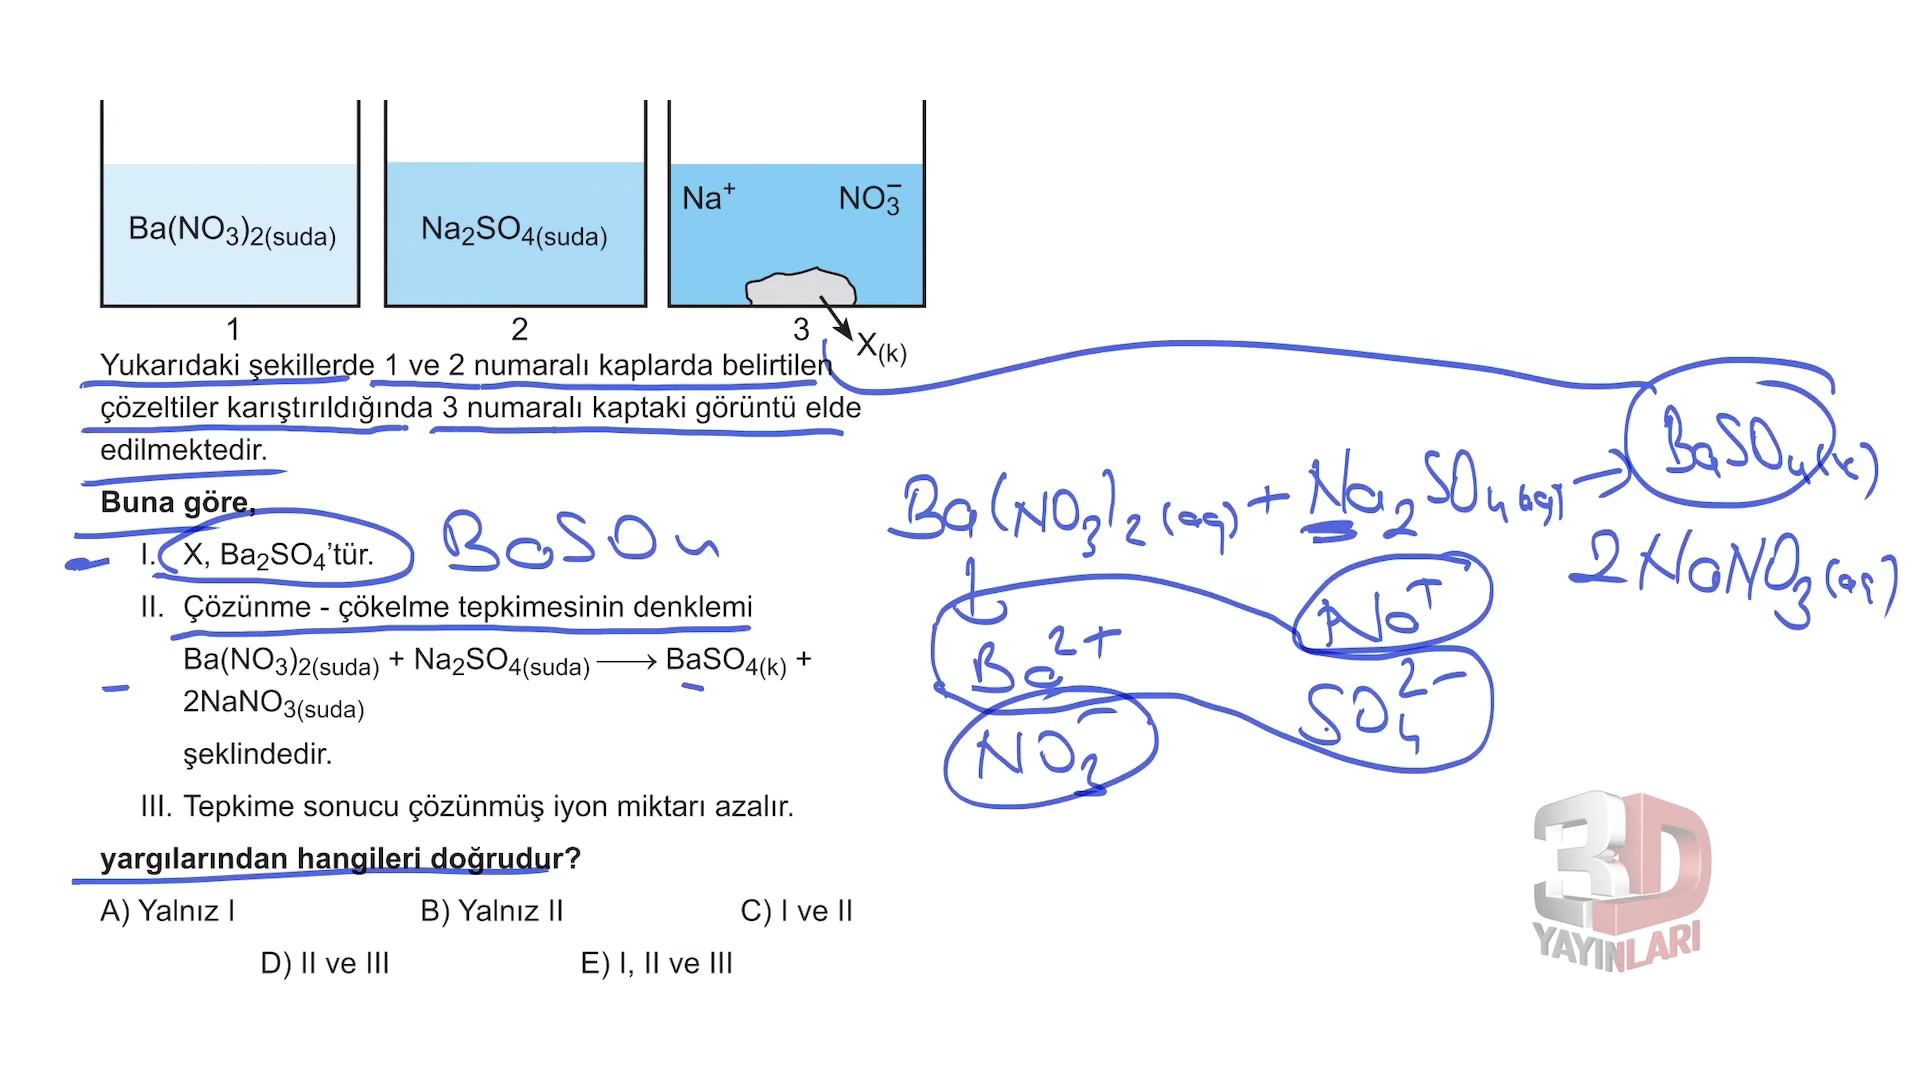 Ba(NO3)2(suda)
Na2SO4(suda)
Na+ NO3−
1 2 3
X(k)
Yukarıdaki şekillerde 1 ve 2 numaralı kaplarda belirtilen
çözeltiler karıştırıldığında 3 numaralı kaptaki görüntü elde
edilmektedir.
Buna göre,
I. X, Ba2SO4'tür.
BaSO4
II. Çözünme - çökelme tepkimesinin denklemi
Ba(NO3)2(suda) + Na2SO4(suda) ⟶ BaSO4(k) +
2NaNO3(suda)
şeklindedir.
III. Tepkime sonucu çözünmüş iyon miktarı azalır.
yargılarından hangileri doğrudur?
A) Yalnız I B) Yalnız II C) I ve II
D) II ve III E) I, II ve III
Ba(NO3)2(aq) + Na2SO4(aq) → BaSO4(k)
2NaNO3(aq)
Ba2+ Na+
NO3− SO42−
3D
YAYINLARI